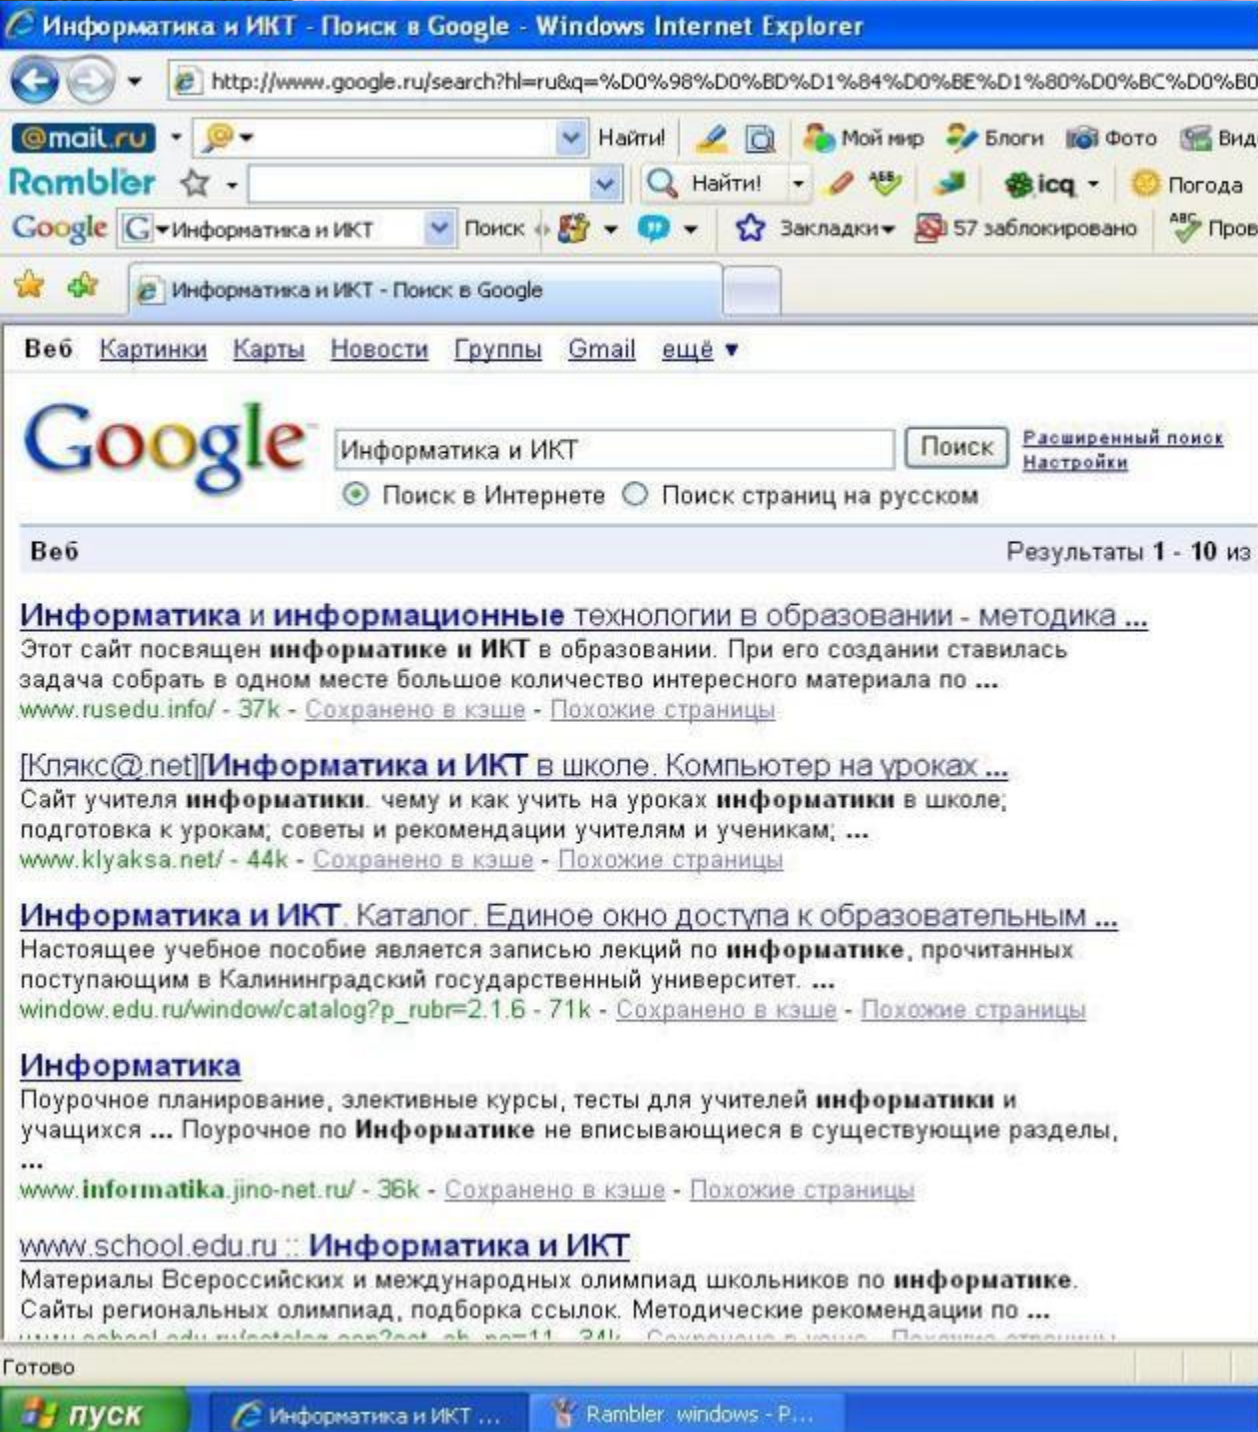 Информатика и ИКТ - Поиск в Google - Windows Internet Explorer
http://www.google.ru/search?hl=ru&q=%D0%98%D0%BD%D1%84%D0%BE%D1%80%D0%BC%D0%B0
@mail.ru Найти! Мой мир Блоги Фото Вид
Rambler Найти! АБВ icq Погода
Google G Информатика и ИКТ Поиск Закладки 57 заблокировано ABC Пров
Информатика и ИКТ - Поиск в Google
Веб Картинки Карты Новости Группы Gmail ещё ▼
Google Информатика и ИКТ Поиск Расширенный поиск
Настройки
Поиск в Интернете Поиск страниц на русском
Веб Результаты 1 - 10 из
Информатика и информационные технологии в образовании - методика ...
Этот сайт посвящен информатике и ИКТ в образовании. При его создании ставилась
задача собрать в одном месте большое количество интересного материала по ...
www.rusedu.info/ - 37k - Сохранено в кэше - Похожие страницы
[Клякс@.net][Информатика и ИКТ в школе. Компьютер на уроках ...
Сайт учителя информатики. чему и как учить на уроках информатики в школе;
подготовка к урокам; советы и рекомендации учителям и ученикам; ...
www.klyaksa.net/ - 44k - Сохранено в кэше - Похожие страницы
Информатика и ИКТ. Каталог. Единое окно доступа к образовательным ...
Настоящее учебное пособие является записью лекций по информатике, прочитанных
поступающим в Калининградский государственный университет. ...
window.edu.ru/window/catalog?p_rubr=2.1.6 - 71k - Сохранено в кэше - Похожие страницы
Информатика
Поурочное планирование, элективные курсы, тесты для учителей информатики и
учащихся ... Поурочное по Информатике не вписывающиеся в существующие разделы,
...
www.informatika.jino-net.ru/ - 36k - Сохранено в кэше - Похожие страницы
www.school.edu.ru :: Информатика и ИКТ
Материалы Всероссийских и международных олимпиад школьников по информатике.
Сайты региональных олимпиад, подборка ссылок. Методические рекомендации по ...
- 34k - Сохранено в кэше - Похожие страницы
Готово
пуск Информатика и ИКТ ... Rambler windows - P...